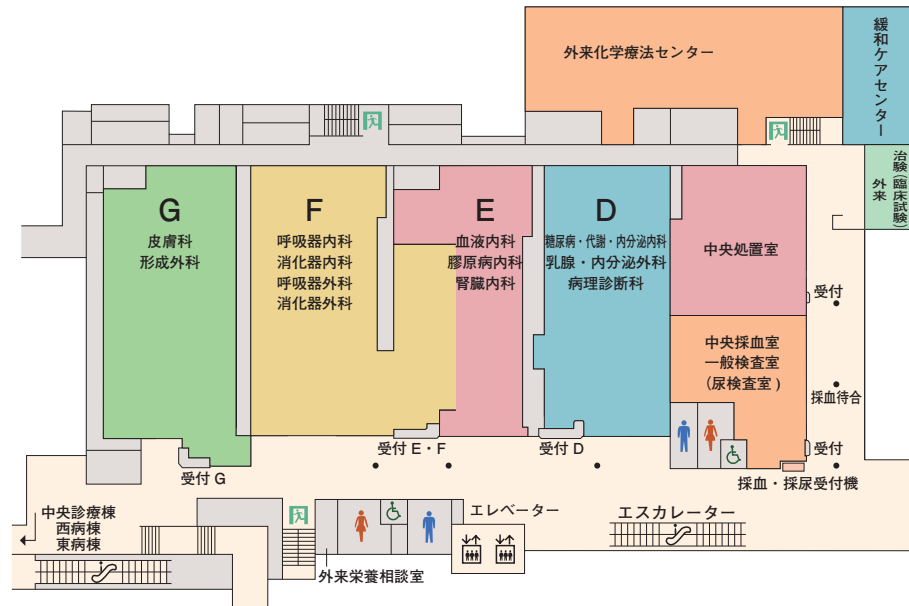 外来化学療法センター
緩和ケアセンター
治験(臨床試験)
外来
G
皮膚科
形成外科
F
呼吸器内科
消化器内科
呼吸器外科
消化器外科
E
血液内科
膠原病内科
腎臓内科
D
糖尿病・代謝・内分泌内科
乳腺・内分泌外科
病理診断科
中央処置室
受付
中央採血室
一般検査室
(尿検査室)
採血待合
受付
受付 G
受付 E・F
受付 D
採血・採尿受付機
中央診療棟
西病棟
東病棟
エレベーター
エスカレーター
外来栄養相談室